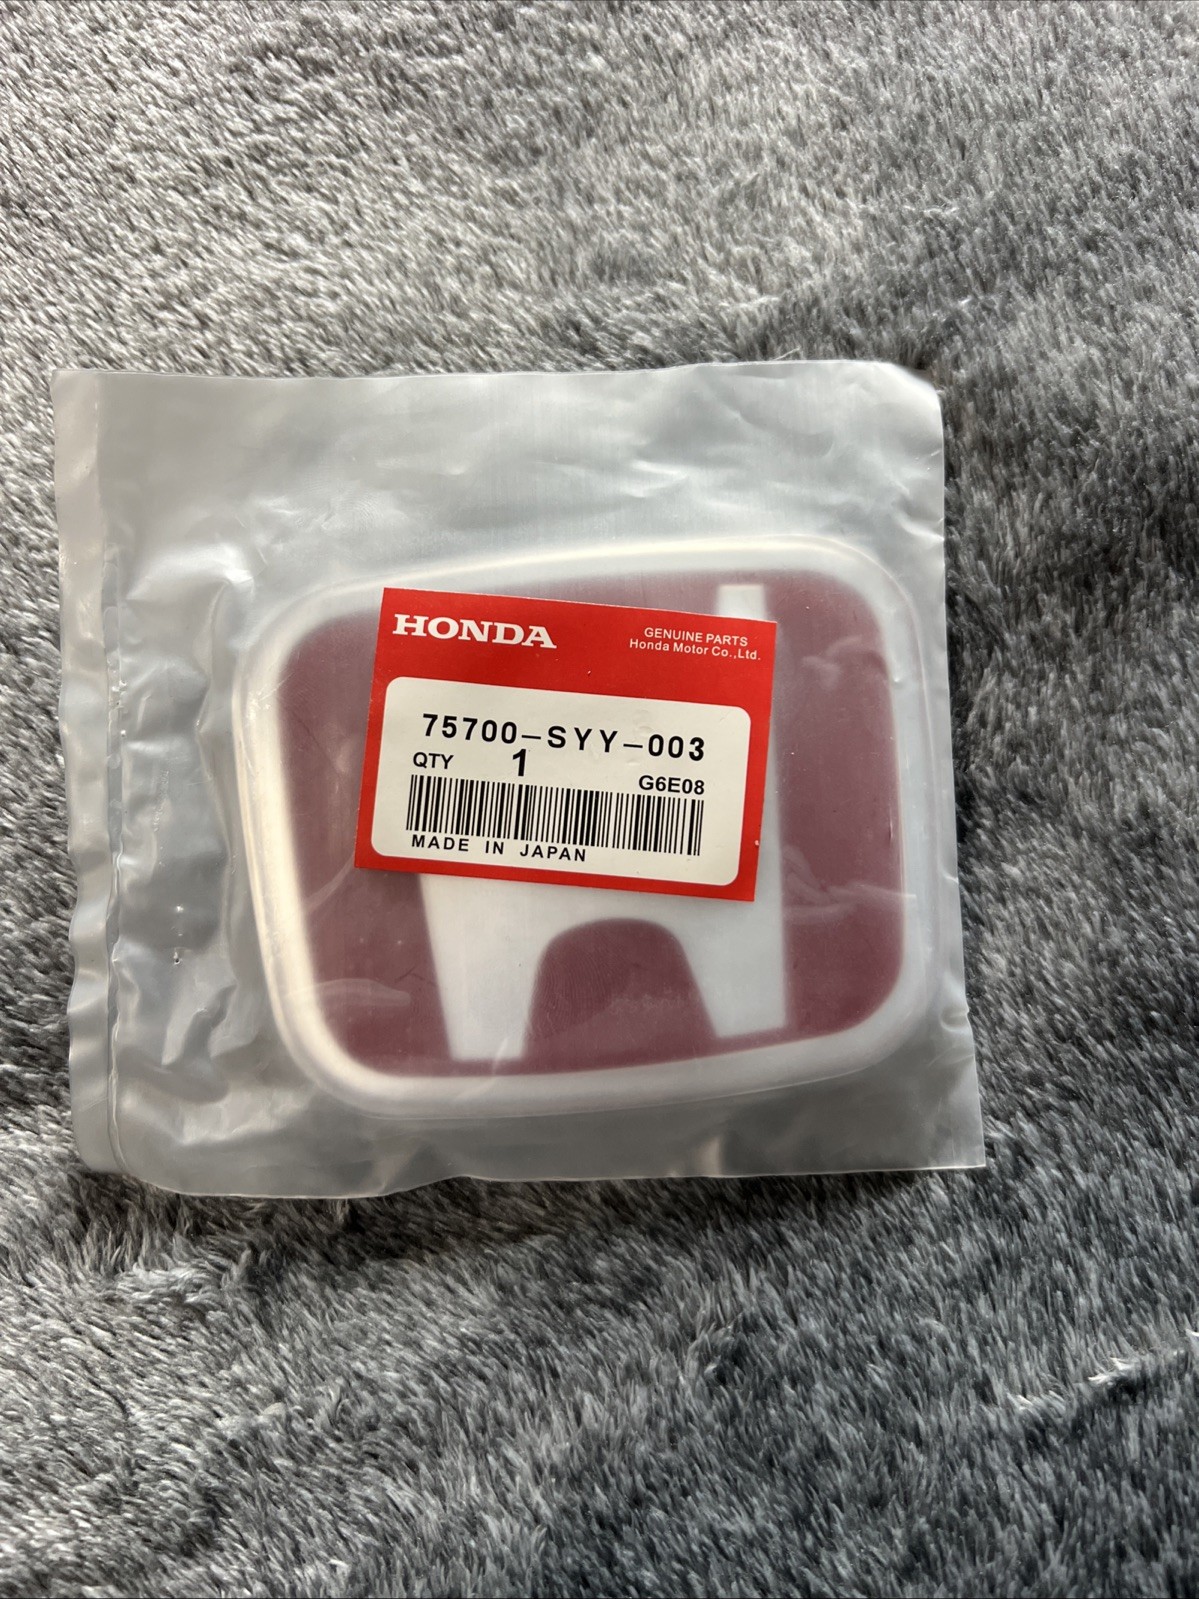 HONDA
GENUINE PARTS
Honda Motor Co.,Ltd.
75700-SYY-003
QTY 1 G6E08
MADE IN JAPAN